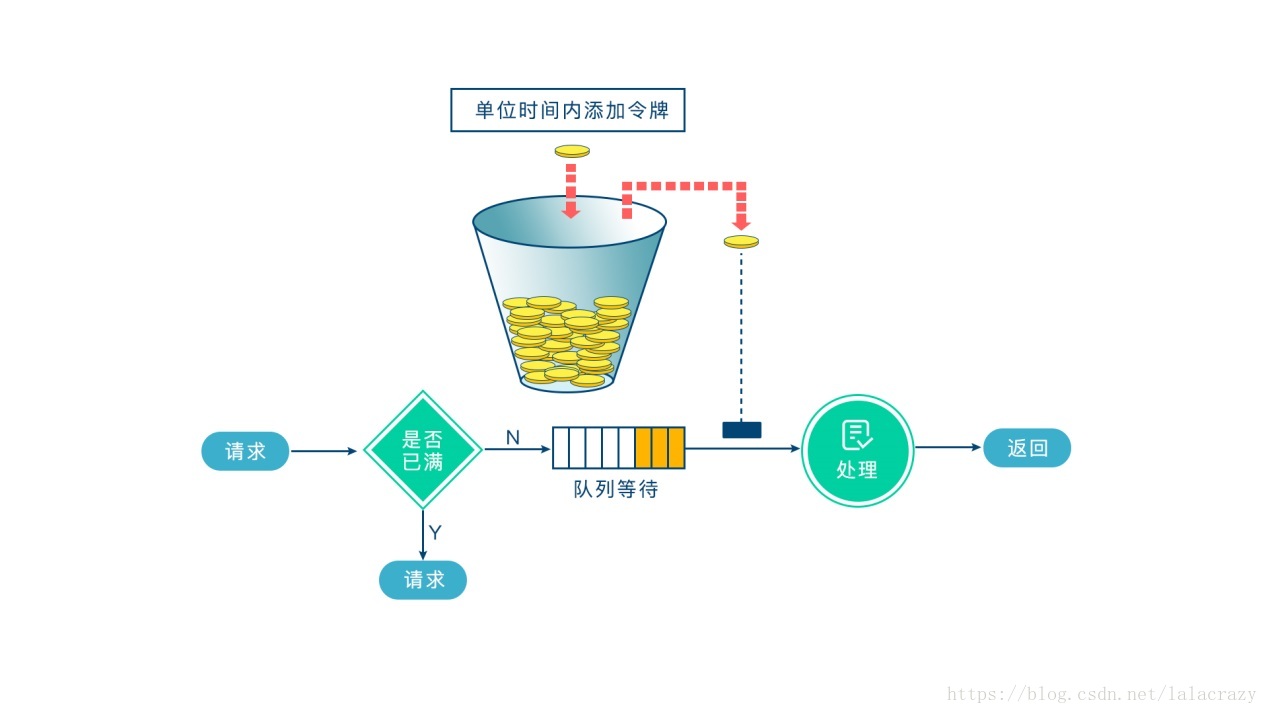 单位时间内添加令牌
请求
是否
已满
N
队列等待
处理
返回
Y
请求
https://blog.csdn.net/lalacrazy